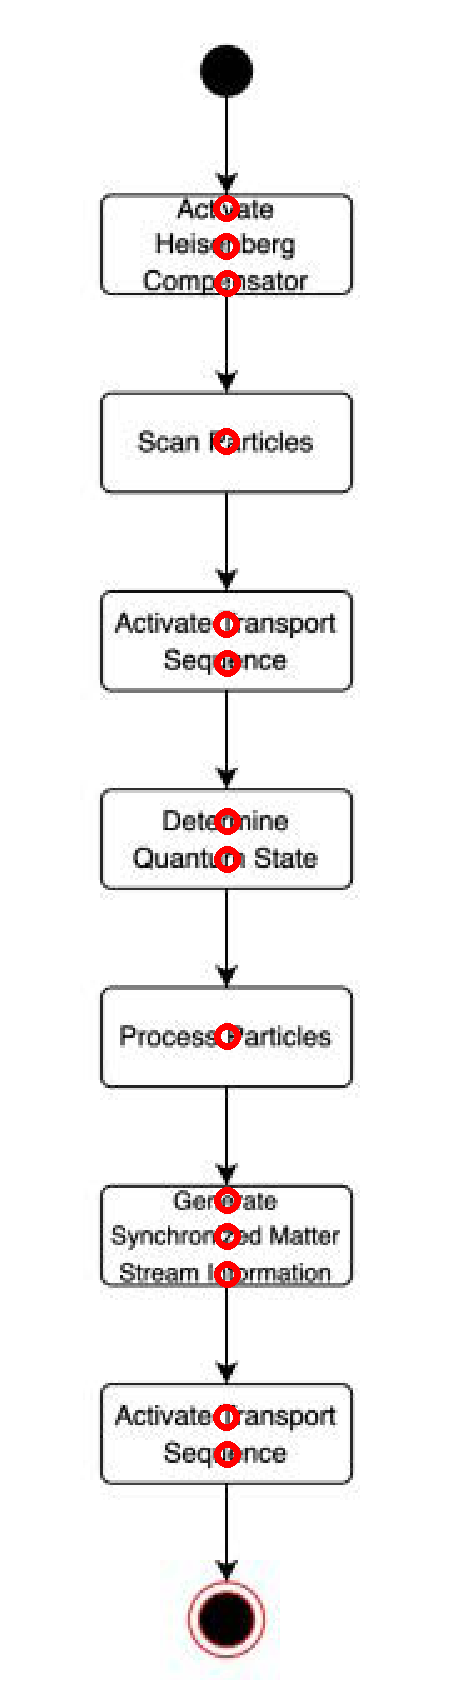 Activate
Heisenberg
Compensator
Scan Particles
Activate Transport
Sequence
Determine
Quantum State
Process Particles
Generate
Synchronized Matter
Stream Information
Activate Transport
Sequence